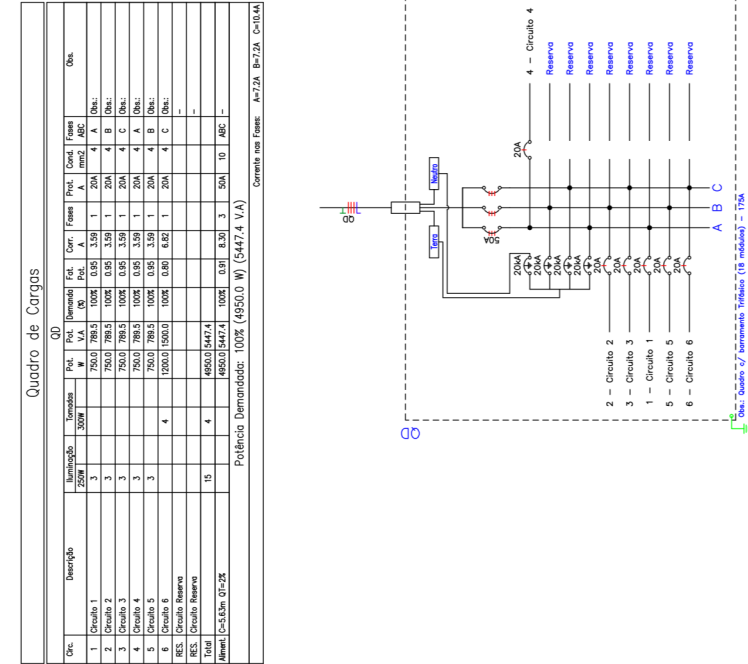 Quadro de Cargas
QD
Circ. Descrição Iluminação 250W Tomadas 300W Pot. W Pot. V.A Demanda (%) Fat. Pot. Corr. A Fases Prot. A Cond. mm2 Fases ABC Obs.
1 Circuito 1 3 750.0 789.5 100% 0.95 3.59 1 20A 4 A Obs.:
2 Circuito 2 3 750.0 789.5 100% 0.95 3.59 1 20A 4 B Obs.:
3 Circuito 3 3 750.0 789.5 100% 0.95 3.59 1 20A 4 C Obs.:
4 Circuito 4 3 750.0 789.5 100% 0.95 3.59 1 20A 4 A Obs.:
5 Circuito 5 3 750.0 789.5 100% 0.95 3.59 1 20A 4 B Obs.:
6 Circuito 6 4 1200.0 1500.0 100% 0.80 6.82 1 20A 4 C Obs.:
RES. Circuito Reserva -
RES. Circuito Reserva -
Total 15 4 4950.0 5447.4
Aliment. C=5.63m QT=2% 4950.0 5447.4 100% 0.91 8.30 3 50A 10 ABC -
Potência Demandada: 100% (4950.0 W) (5447.4 V.A)
Corrente nas Fases: A=7.2A B=7.2A C=10.4A
QD
QD
Terra
Neutro
50A
20kA
20kA
20kA
20kA
20A
20A
20A
20A
20A
20A
4 - Circuito 4
Reserva
Reserva
Reserva
Reserva
Reserva
Reserva
Reserva
Reserva
2 - Circuito 2
3 - Circuito 3
1 - Circuito 1
5 - Circuito 5
6 - Circuito 6
A
B
C
Obs.: Quadro c/ barramento Trifásico (18 módulos) - 175A